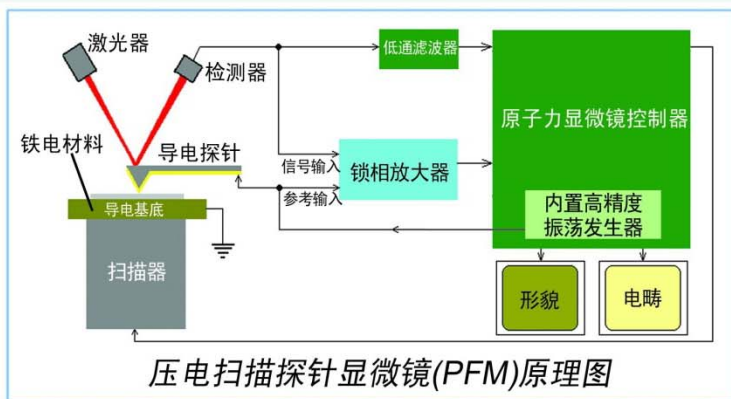 激光器
检测器
低通滤波器
原子力显微镜控制器
铁电材料
导电探针
信号输入
锁相放大器
参考输入
导电基底
内置高精度
振荡发生器
扫描器
形貌
电畴
压电扫描探针显微镜(PFM)原理图